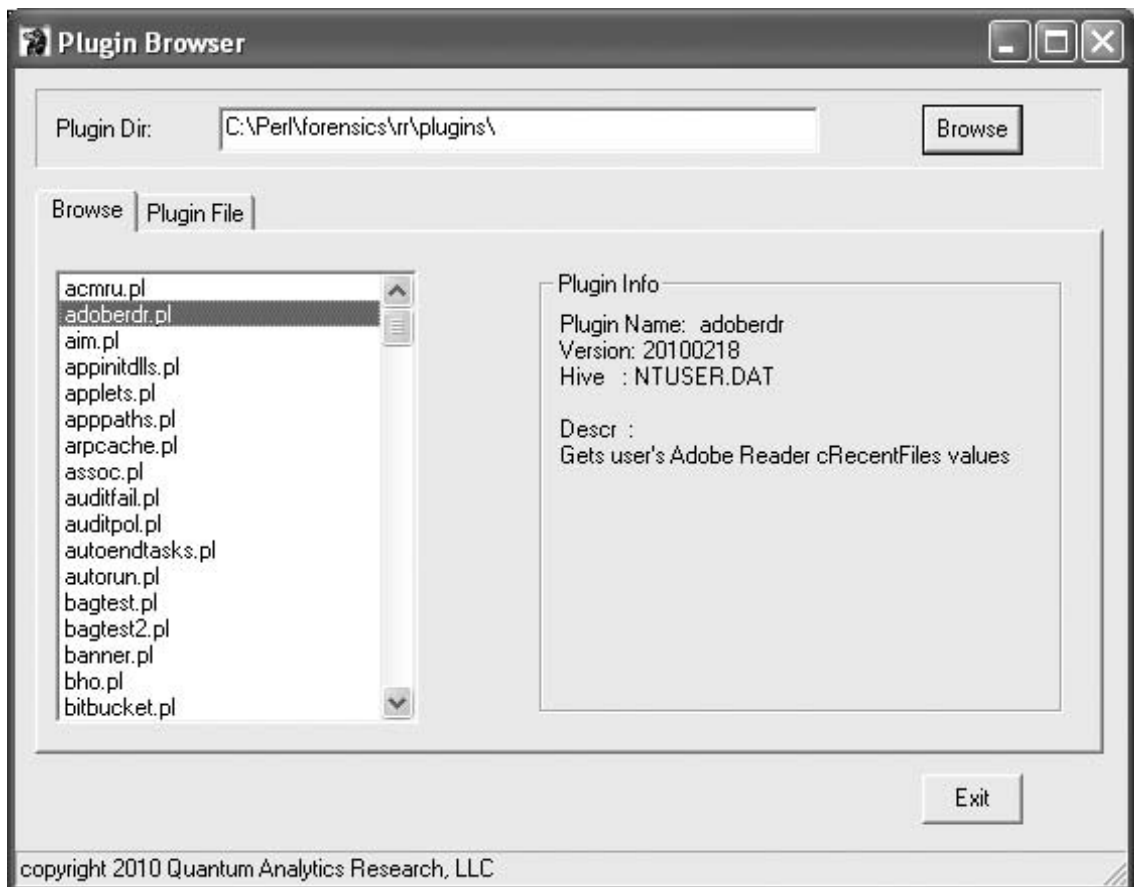 Plugin Browser
Plugin Dir: C:\Perl\forensics\rr\plugins\ Browse
Browse Plugin File
acmru.pl
adoberdr.pl
aim.pl
appinitdlls.pl
applets.pl
apppaths.pl
arpcache.pl
assoc.pl
auditfail.pl
auditpol.pl
autoendtasks.pl
autorun.pl
bagtest.pl
bagtest2.pl
banner.pl
bho.pl
bitbucket.pl
Plugin Info
Plugin Name: adoberdr
Version: 20100218
Hive : NTUSER.DAT
Descr :
Gets user's Adobe Reader cRecentFiles values
Exit
copyright 2010 Quantum Analytics Research, LLC